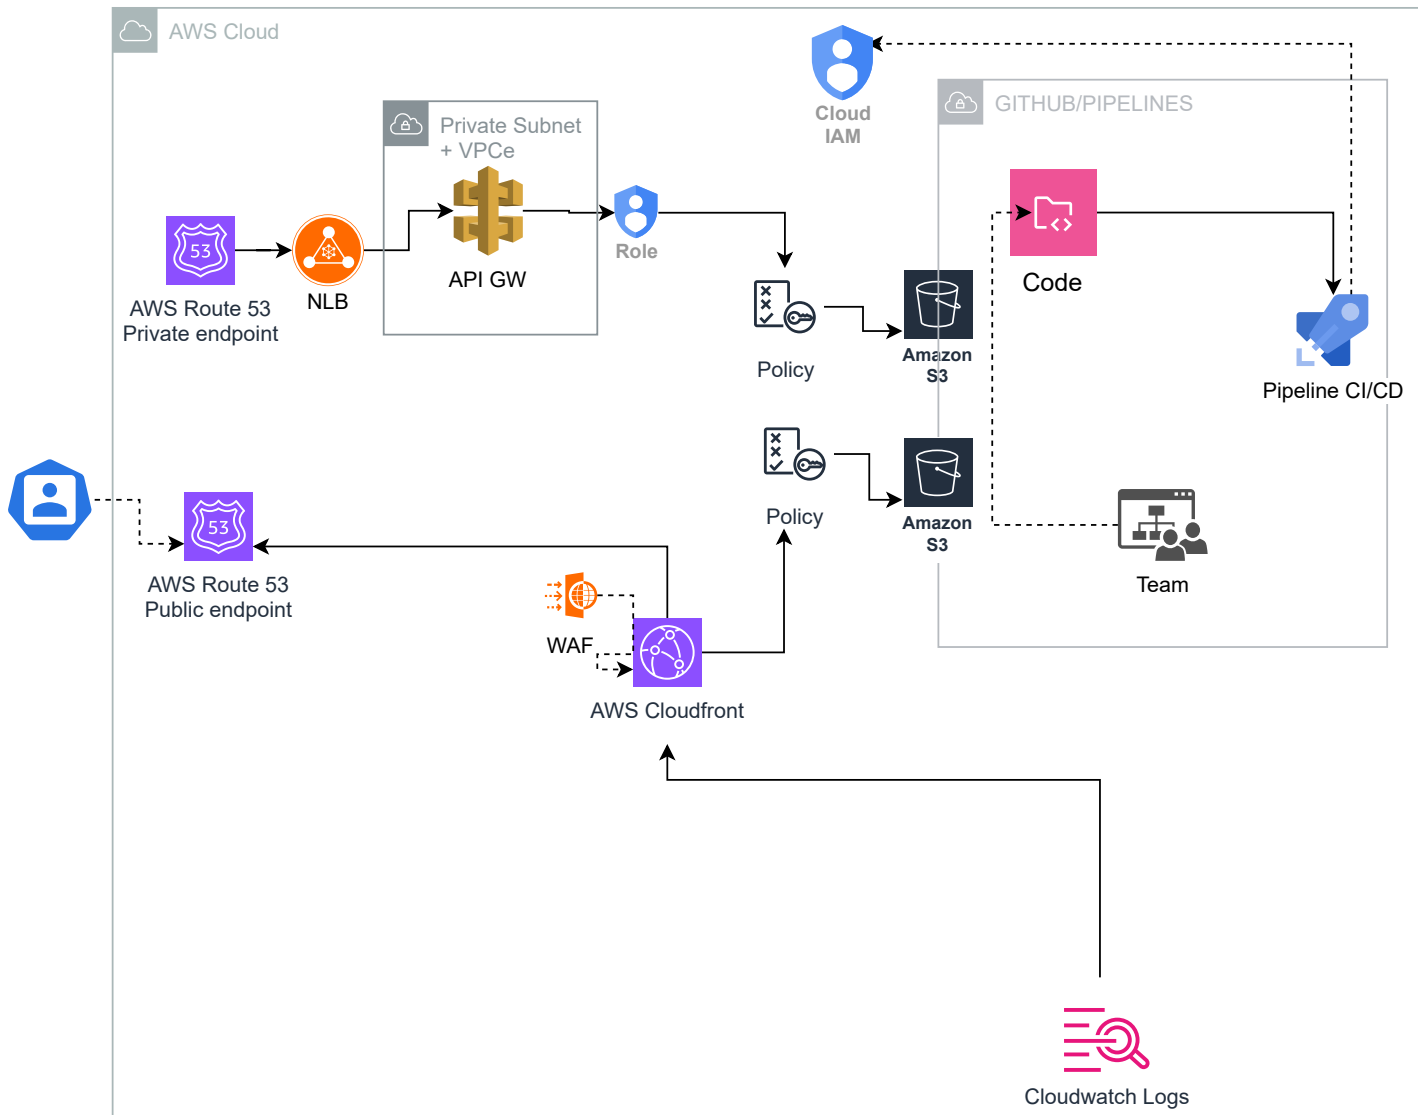 AWS Cloud
Cloud
IAM
GITHUB/PIPELINES
Private Subnet
+ VPCe
53
API GW
Role
NLB
Code
AWS Route 53
Private endpoint
Policy
Amazon
S3
Pipeline CI/CD
53
Policy
Amazon
S3
AWS Route 53
Public endpoint
Team
WAF
AWS Cloudfront
Cloudwatch Logs